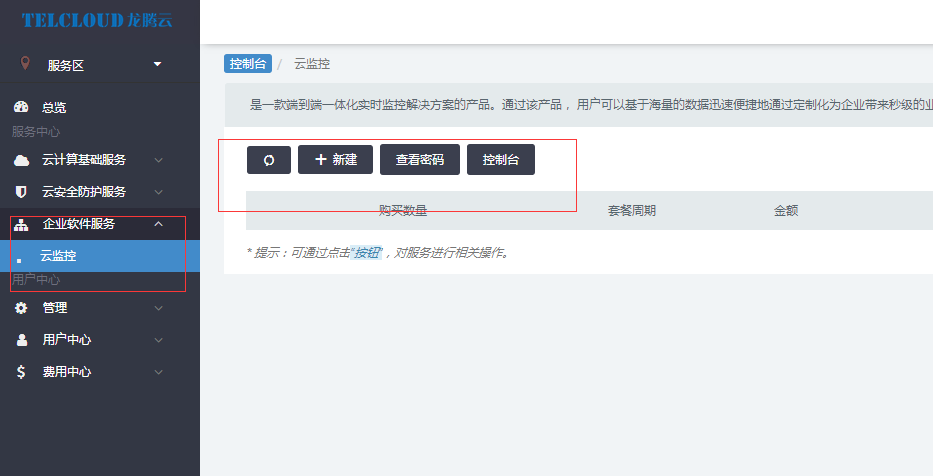 TELCLOUD 龙腾云
服务区
总览
服务中心
云计算基础服务
云安全防护服务
企业软件服务
云监控
用户中心
管理
用户中心
费用中心
控制台 / 云监控
是一款端到端一体化实时监控解决方案的产品。通过该产品，用户可以基于海量的数据迅速便捷地通过定制化为企业带来秒级的业
新建 查看密码 控制台
购买数量 套餐周期 金额
* 提示：可通过点击"按钮"，对服务进行相关操作。